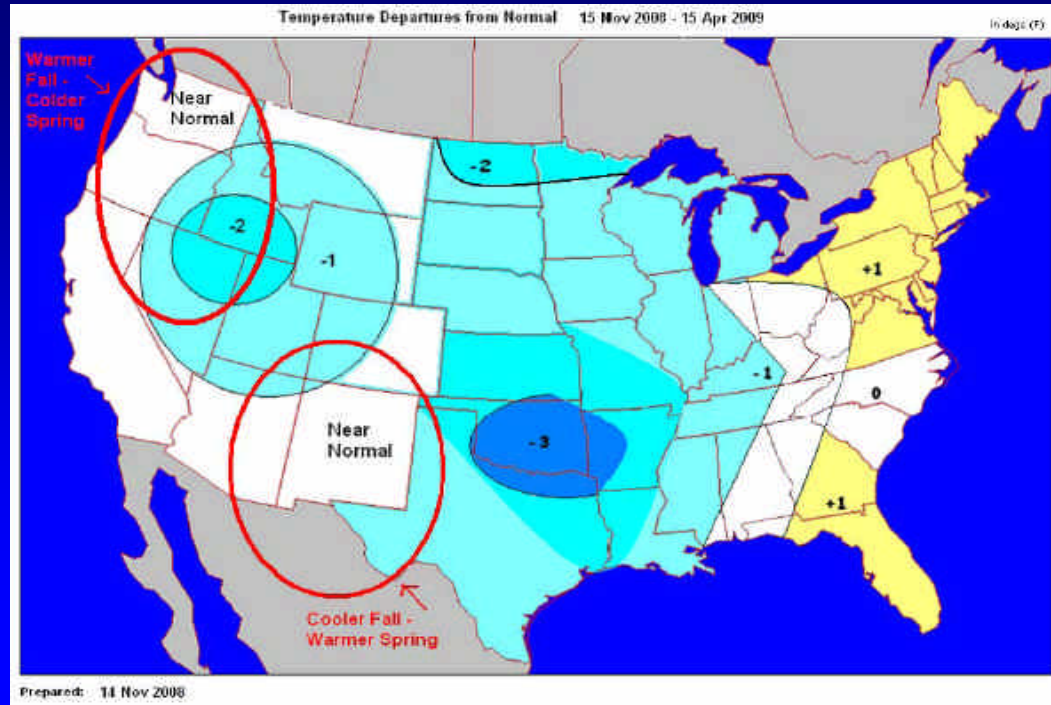 Temperature Departures from Normal 15 Nov 2008 - 15 Apr 2009
In degs (F)
Warmer
Fall -
Colder
Spring
Near
Normal
-2
-2
-1
+1
-1
0
Near
Normal
-3
+1
Cooler Fall -
Warmer Spring
Prepared: 14 Nov 2008